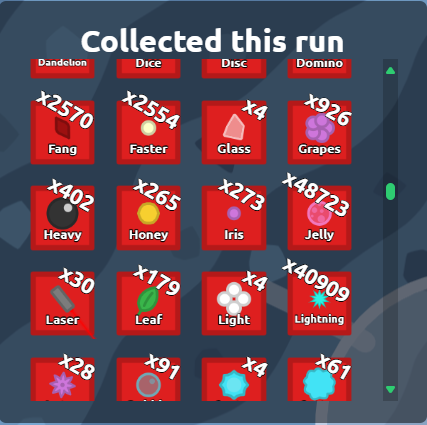 Collected this run
Dandelion Dice Disc Domino
x2570 x2554 x4 x926
Fang Faster Glass Grapes
x402 x265 x273 x48723
Heavy Honey Iris Jelly
x30 x179 x4 x40909
Laser Leaf Light Lightning
x28 x91 x4 x61